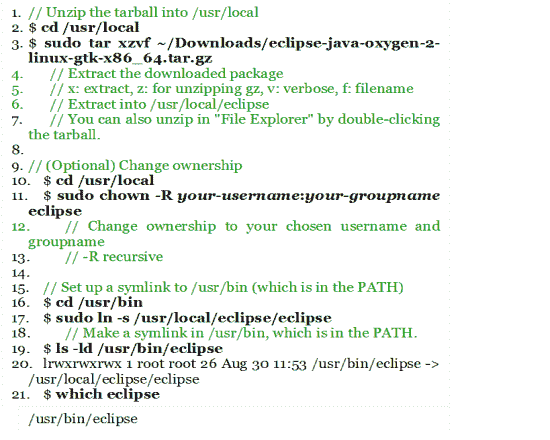 1. // Unzip the tarball into /usr/local
2. $ cd /usr/local
3. $ sudo tar xzvf ~/Downloads/eclipse-java-oxygen-2-
linux-gtk-x86_64.tar.gz
4. // Extract the downloaded package
5. // x: extract, z: for unzipping gz, v: verbose, f: filename
6. // Extract into /usr/local/eclipse
7. // You can also unzip in "File Explorer" by double-clicking
the tarball.
8.
9. // (Optional) Change ownership
10. $ cd /usr/local
11. $ sudo chown -R your-username:your-groupname
eclipse
12. // Change ownership to your chosen username and
groupname
13. // -R recursive
14.
15. // Set up a symlink to /usr/bin (which is in the PATH)
16. $ cd /usr/bin
17. $ sudo ln -s /usr/local/eclipse/eclipse
18. // Make a symlink in /usr/bin, which is in the PATH.
19. $ ls -ld /usr/bin/eclipse
20. lrwxrwxrwx 1 root root 26 Aug 30 11:53 /usr/bin/eclipse ->
/usr/local/eclipse/eclipse
21. $ which eclipse
/usr/bin/eclipse